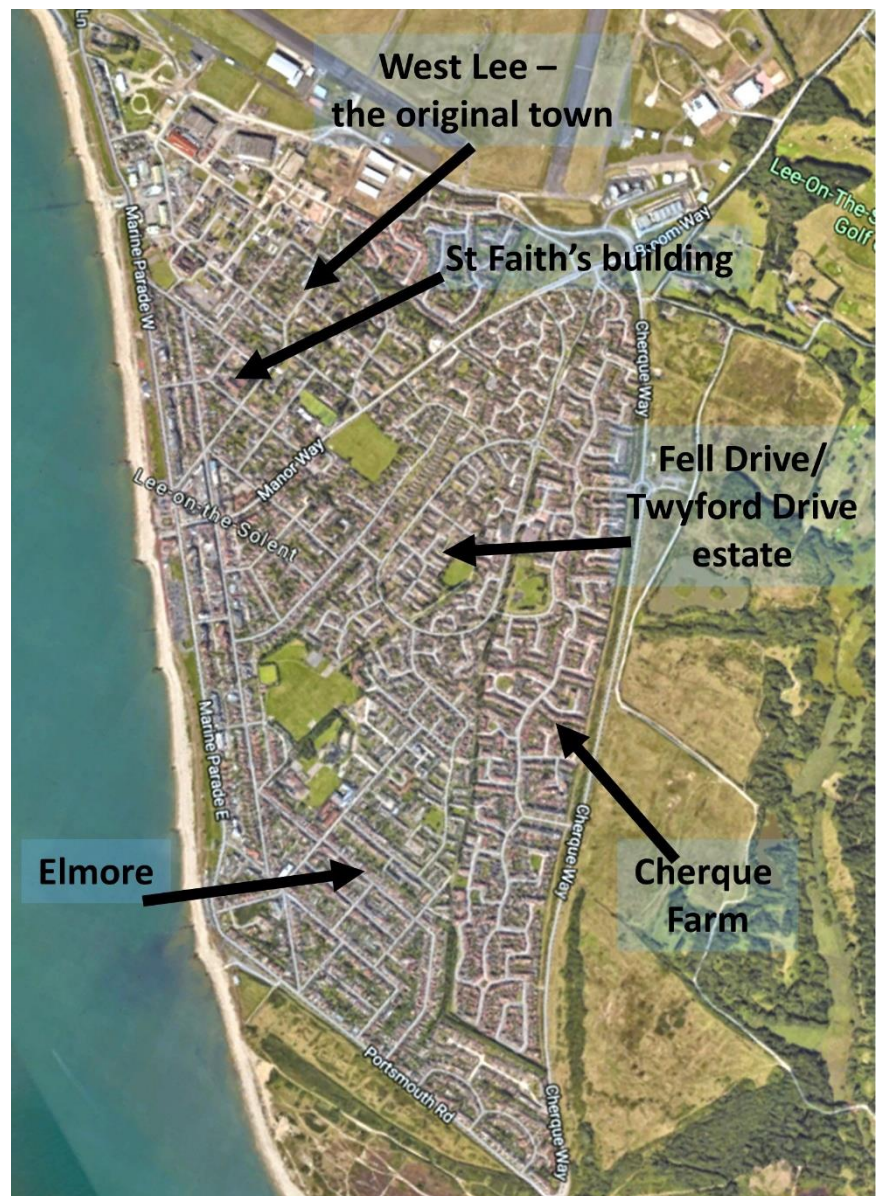 Ln
West Lee –
the original town
Lee-On-The-S
Golf
Broom Way
St Faith's building
Marine Parade W
Cherque Way
Manor Way
Fell Drive/
Twyford Drive
estate
Lee-on-the-Solent
Marine Parade E
Cherque Way
Elmore
Cherque
Farm
Portsmouth Rd
Cherque Way